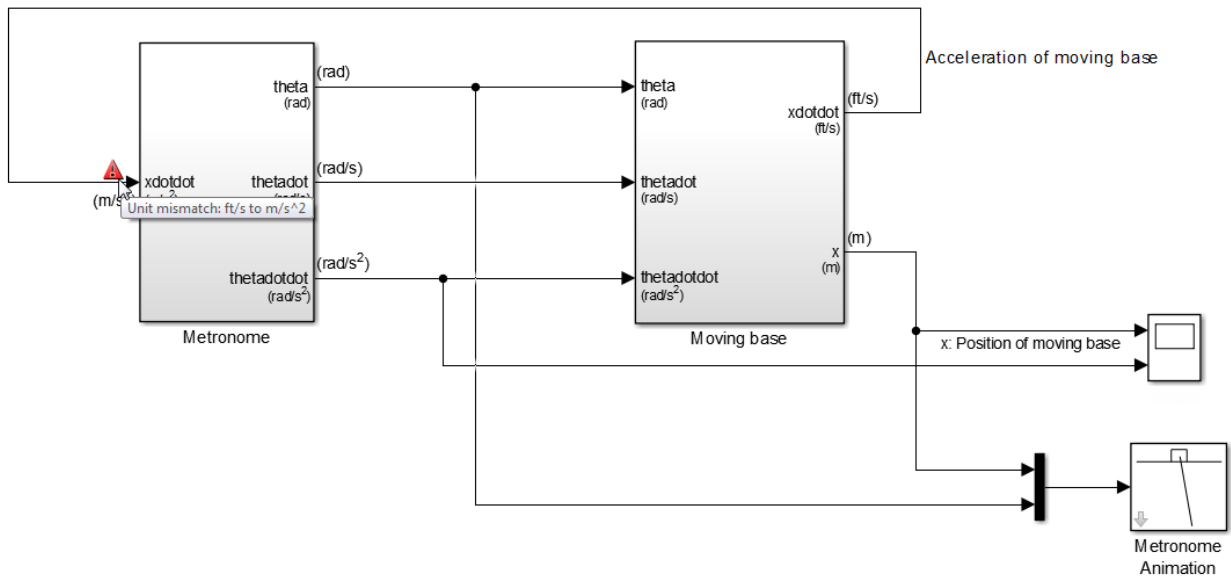 Acceleration of moving base
(rad)
theta
(rad)
theta
(rad)
(ft/s)
xdotdot
(ft/s)
(rad/s)
xdotdot
thetadot
thetadot
(rad/s)
Unit mismatch: ft/s to m/s^2
(m)
x
(m)
(rad/s²)
thetadotdot
(rad/s²)
thetadotdot
(rad/s²)
Metronome
Moving base
x: Position of moving base
Metronome
Animation